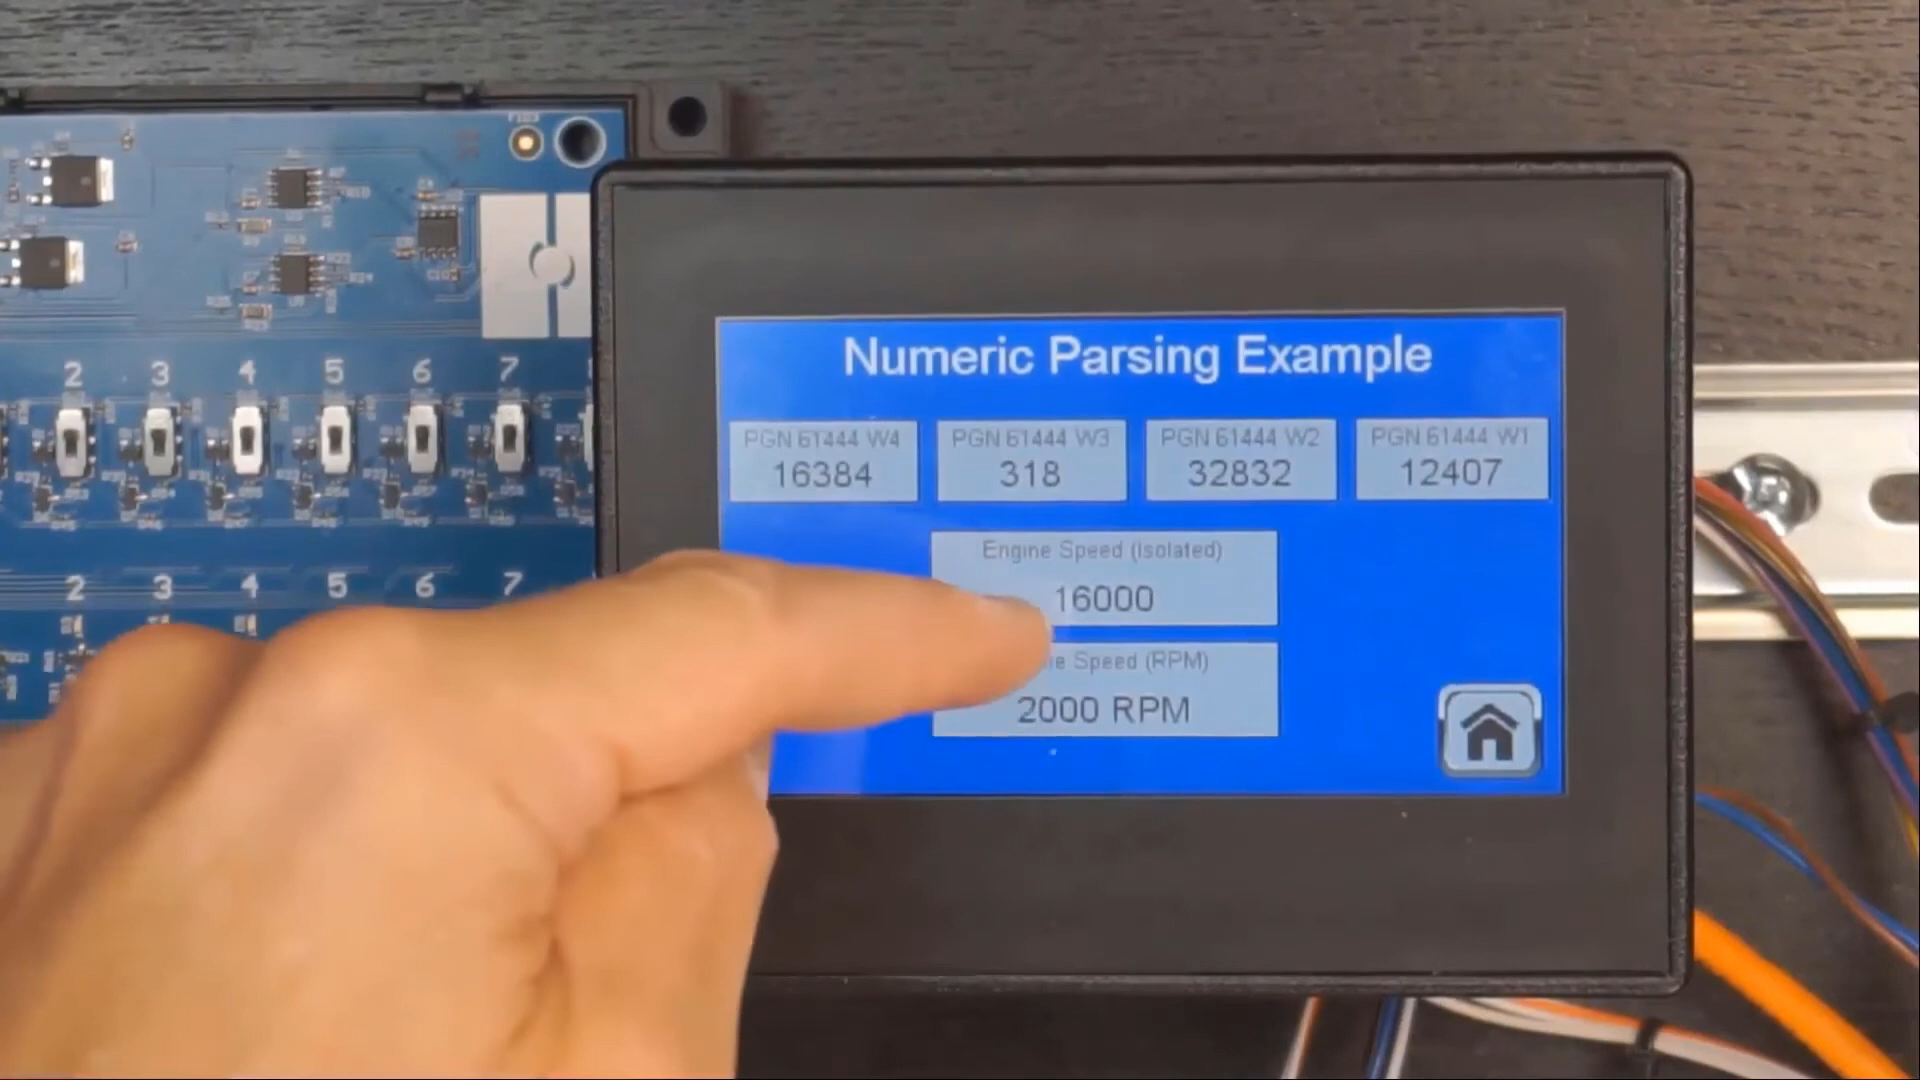 2 3 4 5 6 7
2 3 4 5 6 7
Numeric Parsing Example
PGN 61444 W4 PGN 61444 W3 PGN 61444 W2 PGN 61444 W1
16384 318 32832 12407
Engine Speed (Isolated)
16000
Speed (RPM)
2000 RPM